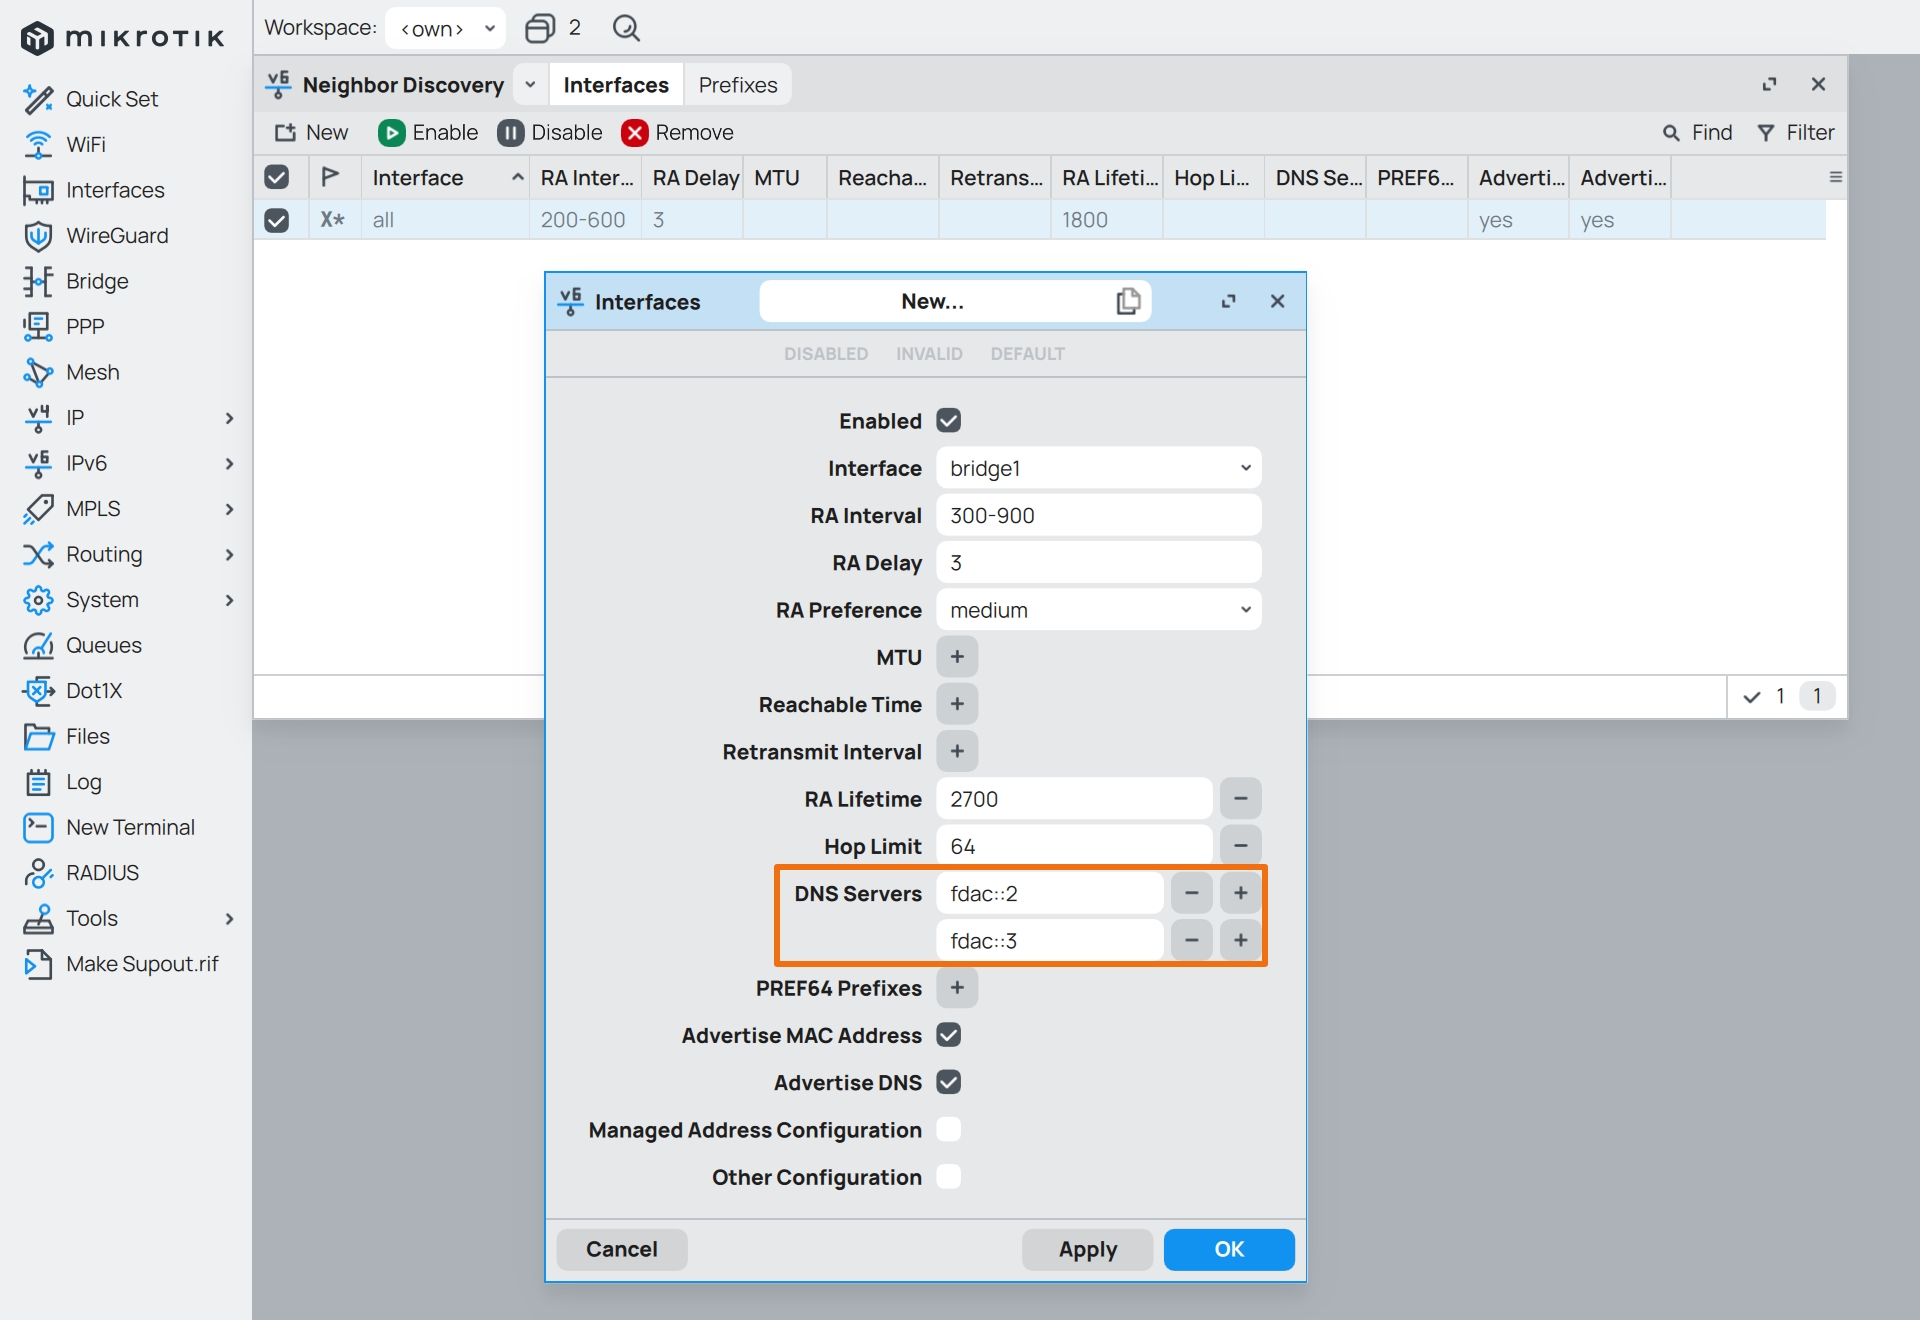 mikrotik
Workspace: <own> 2
Quick Set
WiFi
Interfaces
WireGuard
Bridge
PPP
Mesh
v4 IP
v6 IPv6
MPLS
Routing
System
Queues
Dot1X
Files
Log
New Terminal
RADIUS
Tools
Make Supout.rif
v6 Neighbor Discovery Interfaces Prefixes
New Enable Disable Remove Find Filter
Interface RA Inter... RA Delay MTU Reacha... Retrans... RA Lifeti... Hop Li... DNS Se... PREF6... Adverti... Adverti...
X* all 200-600 3 1800 yes yes
1 1
v6 Interfaces New...
DISABLED INVALID DEFAULT
Enabled
Interface bridge1
RA Interval 300-900
RA Delay 3
RA Preference medium
MTU +
Reachable Time +
Retransmit Interval +
RA Lifetime 2700 −
Hop Limit 64 −
DNS Servers fdac::2 − +
fdac::3 − +
PREF64 Prefixes +
Advertise MAC Address
Advertise DNS
Managed Address Configuration
Other Configuration
Cancel Apply OK